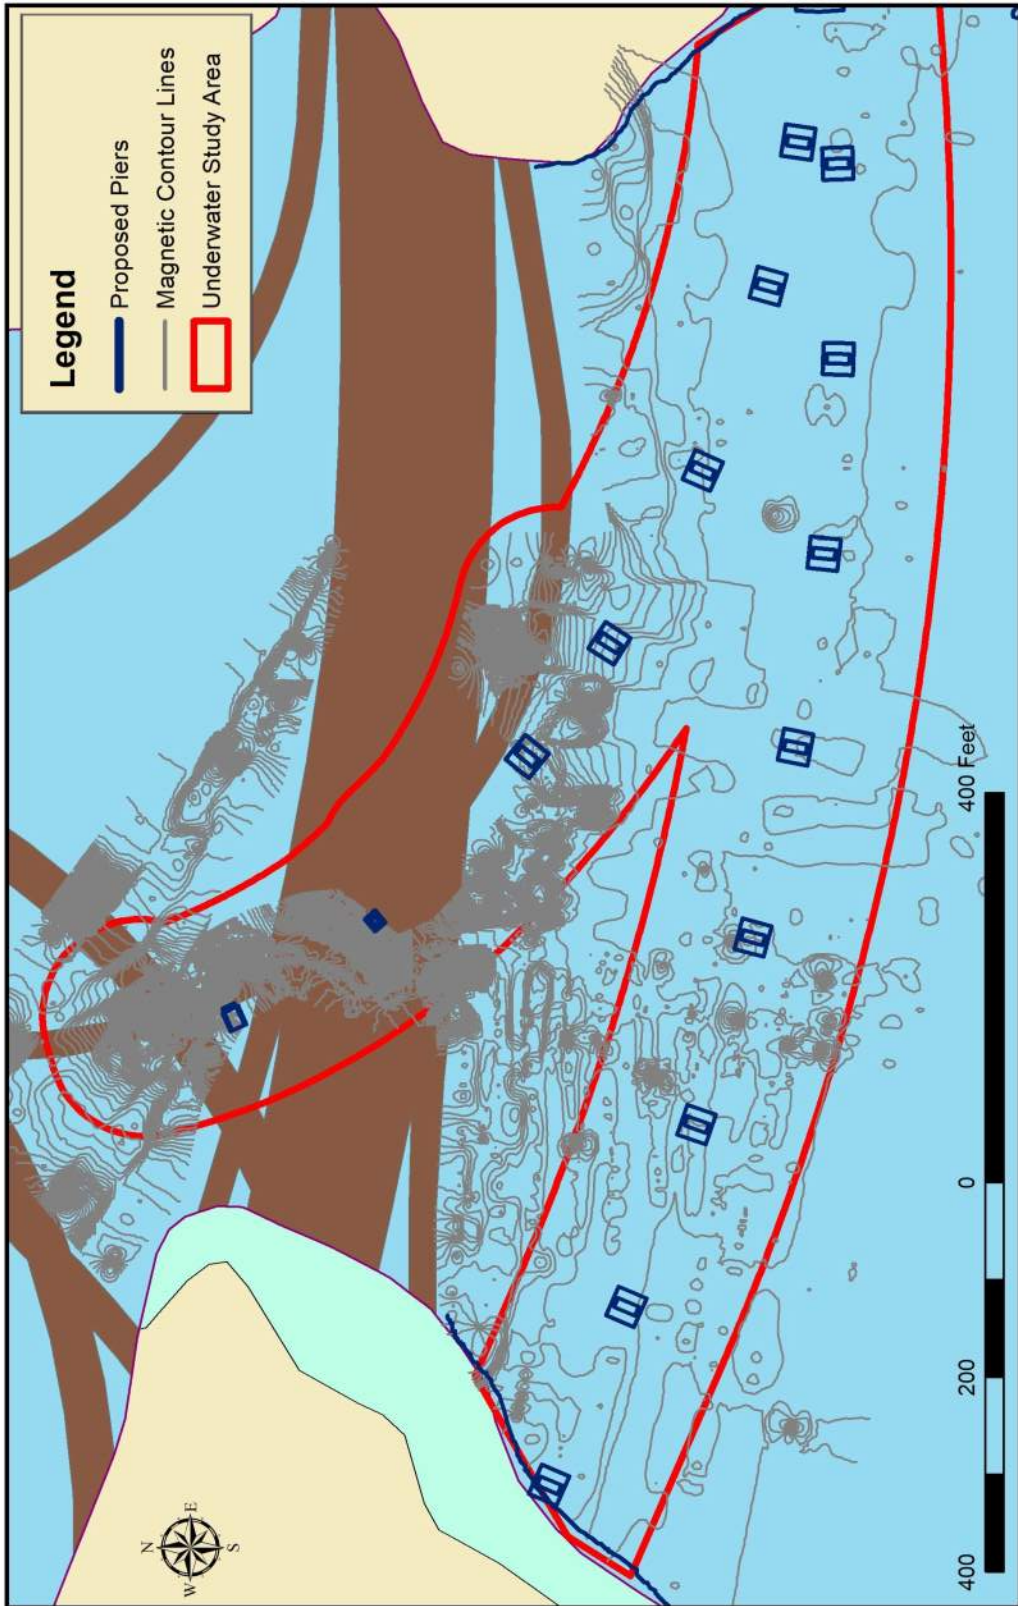 Legend
Proposed Piers
Magnetic Contour Lines
Underwater Study Area
N
W
E
S
400
200
0
400 Feet